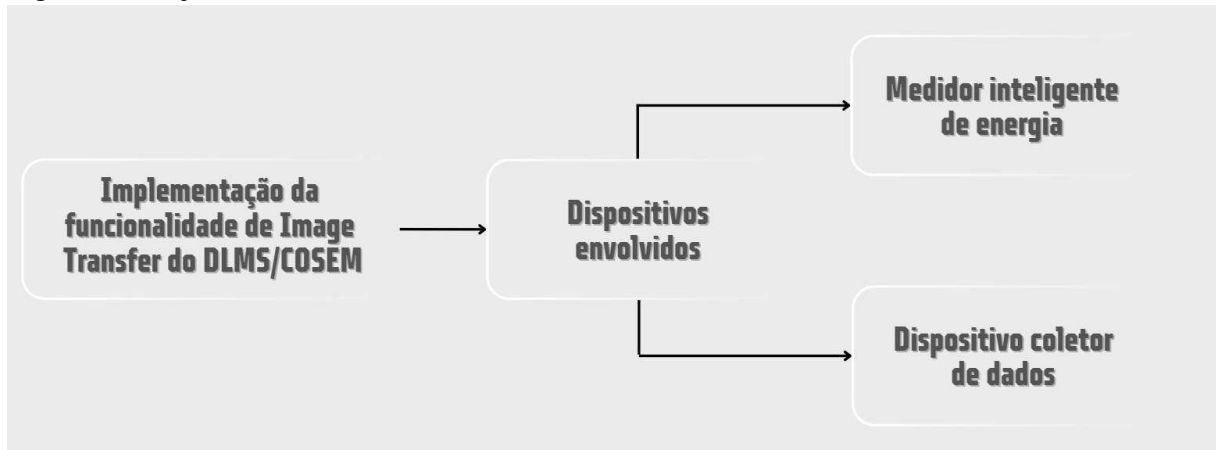 Implementação da
funcionalidade de Image
Transfer do DLMS/COSEM
Dispositivos
envolvidos
Medidor inteligente
de energia
Dispositivo coletor
de dados